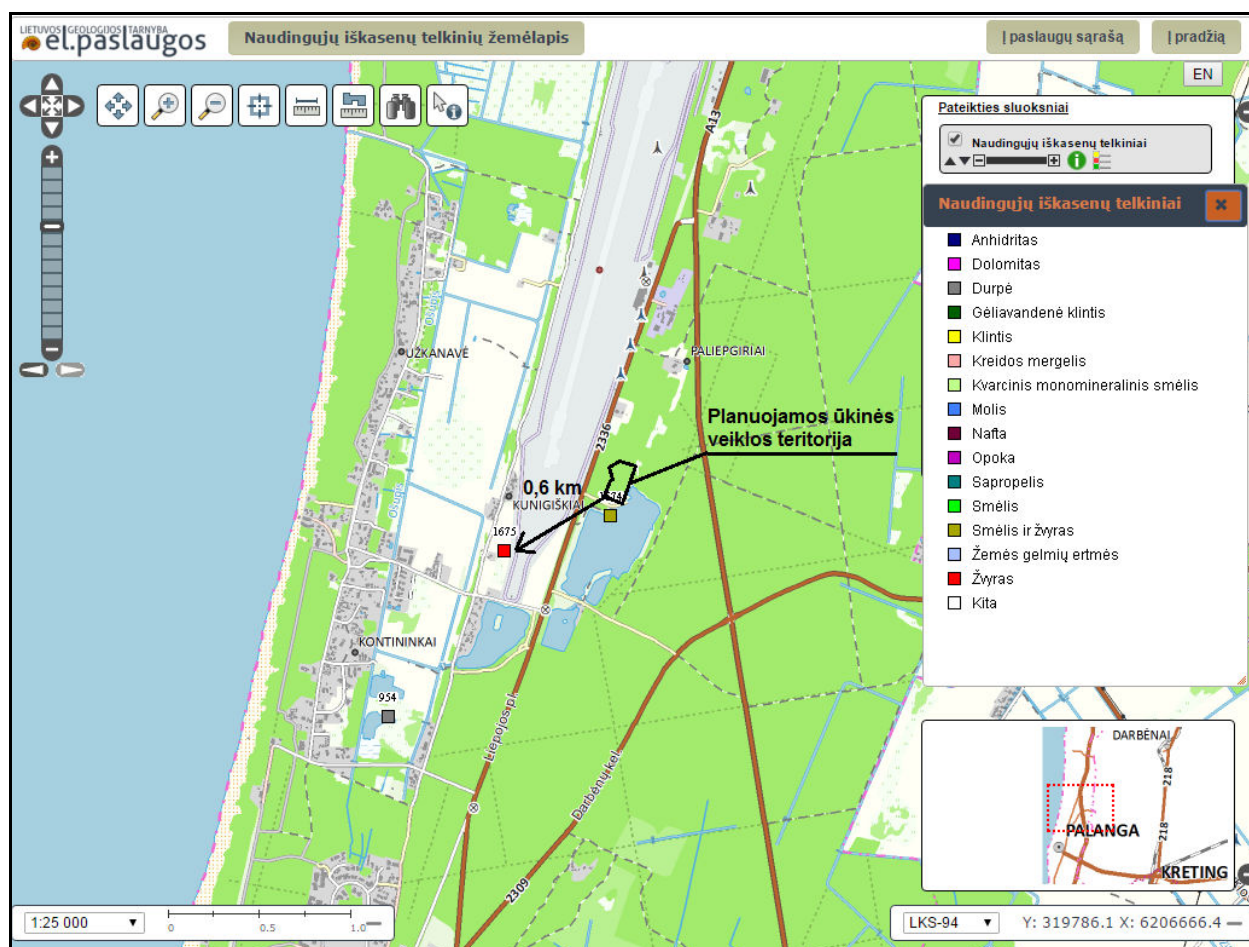 LIETUVOS GEOLOGIJOS TARNYBA
el.paslaugos
Naudingųjų iškasenų telkinių žemėlapis
Į paslaugų sąrašą
Į pradžią
EN
Pateikties sluoksniai
Naudingųjų iškasenų telkiniai
Naudingųjų iškasenų telkiniai
Anhidritas
Dolomitas
Durpė
Gėliavandenė klintis
Klintis
Kreidos mergelis
Kvarcinis monomineralinis smėlis
Molis
Nafta
Opoka
Sapropelis
Smėlis
Smėlis ir žvyras
Žemės gelmių ertmės
Žvyras
Kita
A13
Ošupis
UŽKANAVĖ
PALIEPGIRIAI
2336
Planuojamos ūkinės
veiklos teritorija
0,6 km
KUNIGIŠKIAI
Ošupis
1675
KONTININKAI
954
Liepojos pl.
Darbėnų kel.
2309
DARBĖNAI
218
PALANGA
218
KRETING
1:25 000
0
0.5
1.0
LKS-94
Y: 319786.1 X: 6206666.4